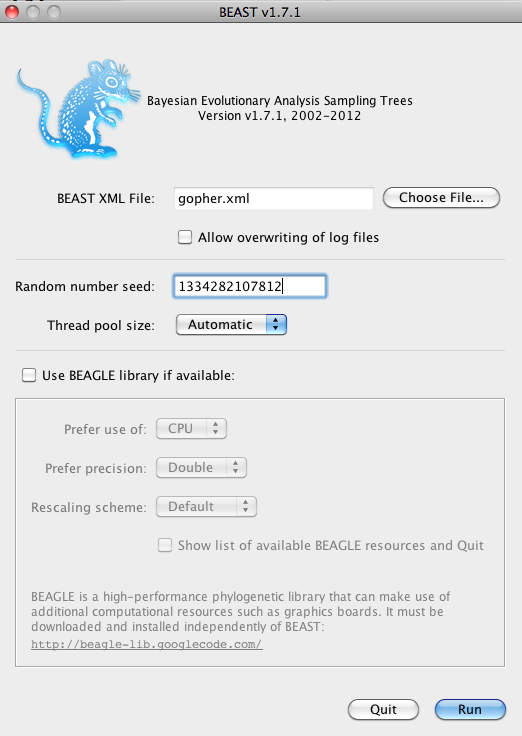 BEAST v1.7.1
Bayesian Evolutionary Analysis Sampling Trees
Version v1.7.1, 2002-2012
BEAST XML File: gopher.xml Choose File...
Allow overwriting of log files
Random number seed: 1334282107812
Thread pool size: Automatic
Use BEAGLE library if available:
Prefer use of: CPU
Prefer precision: Double
Rescaling scheme: Default
Show list of available BEAGLE resources and Quit
BEAGLE is a high-performance phylogenetic library that can make use of
additional computational resources such as graphics boards. It must be
downloaded and installed independently of BEAST:
http://beagle-lib.googlecode.com/
Quit Run